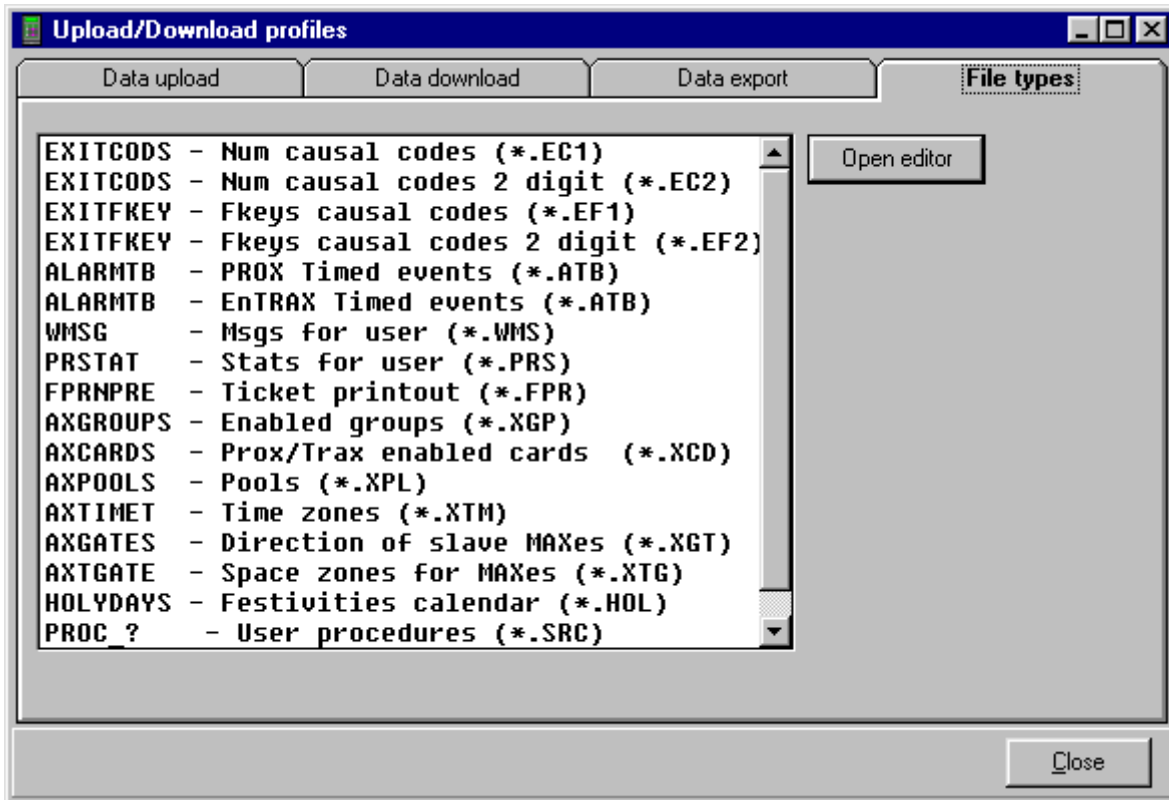 Upload/Download profiles
Data upload
Data download
Data export
File types
EXITCODS - Num causal codes (*.EC1)
EXITCODS - Num causal codes 2 digit (*.EC2)
EXITFKEY - Fkeys causal codes (*.EF1)
EXITFKEY - Fkeys causal codes 2 digit (*.EF2)
ALARMTB  - PROX Timed events (*.ATB)
ALARMTB  - EnTRAX Timed events (*.ATB)
WMSG     - Msgs for user (*.WMS)
PRSTAT   - Stats for user (*.PRS)
FPRNPRE  - Ticket printout (*.FPR)
AXGROUPS - Enabled groups (*.XGP)
AXCARDS  - Prox/Trax enabled cards  (*.XCD)
AXPOOLS  - Pools (*.XPL)
AXTIMET  - Time zones (*.XTM)
AXGATES  - Direction of slave MAXes (*.XGT)
AXTGATE  - Space zones for MAXes (*.XTG)
HOLYDAYS - Festivities calendar (*.HOL)
PROC_?    - User procedures (*.SRC)
Open editor
Close